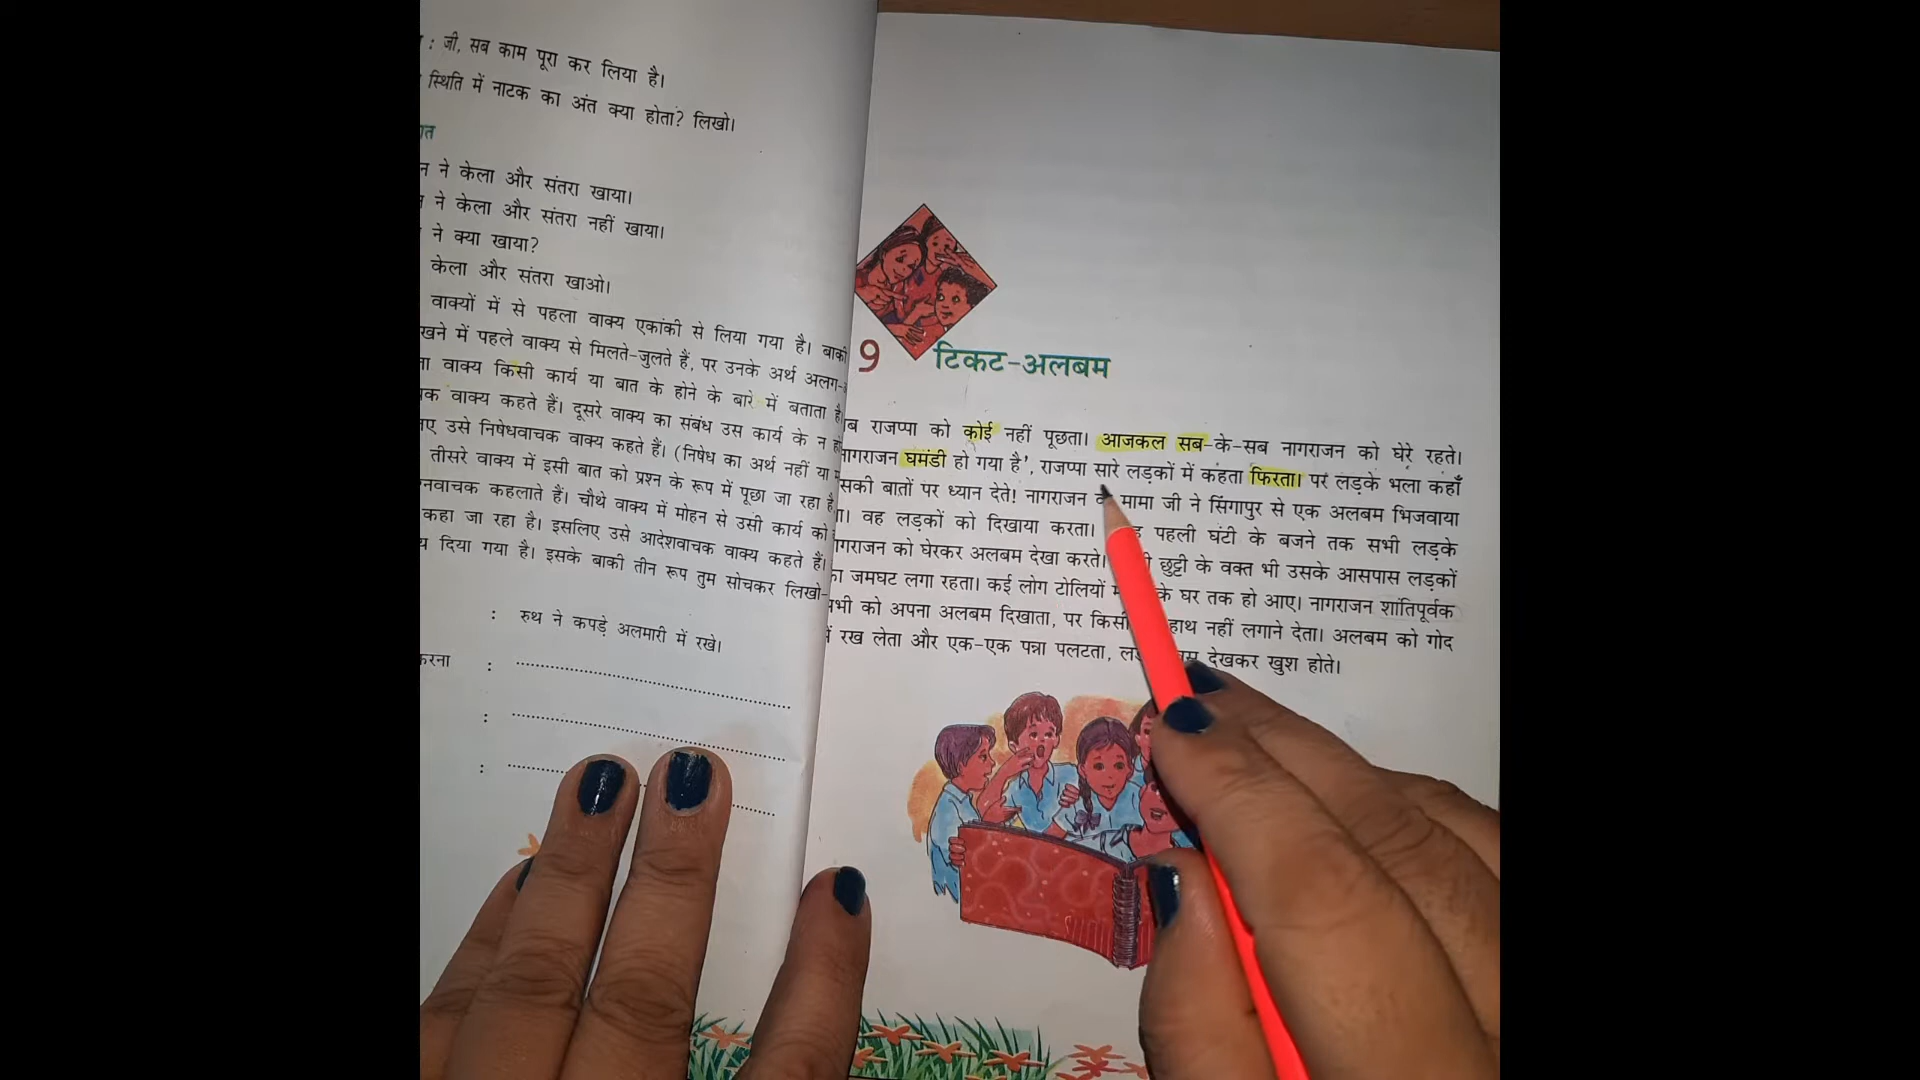 : जी, सब काम पूरा कर लिया है।
स्थिति में नाटक का अंत क्या होता? लिखो।
ने केला और संतरा खाया।
ने केला और संतरा नहीं खाया।
ने क्या खाया?
केला और संतरा खाओ।
वाक्यों में से पहला वाक्य एकांकी से लिया गया है। बाकी
में पहले वाक्य से मिलते-जुलते हैं, पर उनके अर्थ अलग-
वाक्य किसी कार्य या बात के होने के बारे में बताता है
वाक्य कहते हैं। दूसरे वाक्य का संबंध उस कार्य के न
उसे निषेधवाचक वाक्य कहते हैं। (निषेध का अर्थ नहीं या
तीसरे वाक्य में इसी बात को प्रश्न के रूप में पूछा जा रहा है
कहलाते हैं। चौथे वाक्य में मोहन से उसी कार्य को
कहा जा रहा है। इसलिए उसे आदेशवाचक वाक्य कहते हैं।
दिया गया है। इसके बाकी तीन रूप तुम सोचकर लिखो-
: रुथ ने कपड़े अलमारी में रखे।
:
:
:
9 टिकट-अलबम
राजप्पा को कोई नहीं पूछता। आजकल सब-के-सब नागराजन को घेरे रहते।
नागराजन घमंडी हो गया है', राजप्पा सारे लड़कों में कहता फिरता। पर लड़के भला कहाँ
बातों पर ध्यान देते! नागराजन मामा जी ने सिंगापुर से एक अलबम भिजवाया
वह लड़कों को दिखाया करता। पहली घंटी के बजने तक सभी लड़के
नागराजन को घेरकर अलबम देखा करते। छुट्टी के वक्त भी उसके आसपास लड़कों
का जमघट लगा रहता। कई लोग टोलियों के घर तक हो आए। नागराजन शांतिपूर्वक
सभी को अपना अलबम दिखाता, पर किसी हाथ नहीं लगाने देता। अलबम को गोद
में रख लेता और एक-एक पन्ना पलटता, देखकर खुश होते।